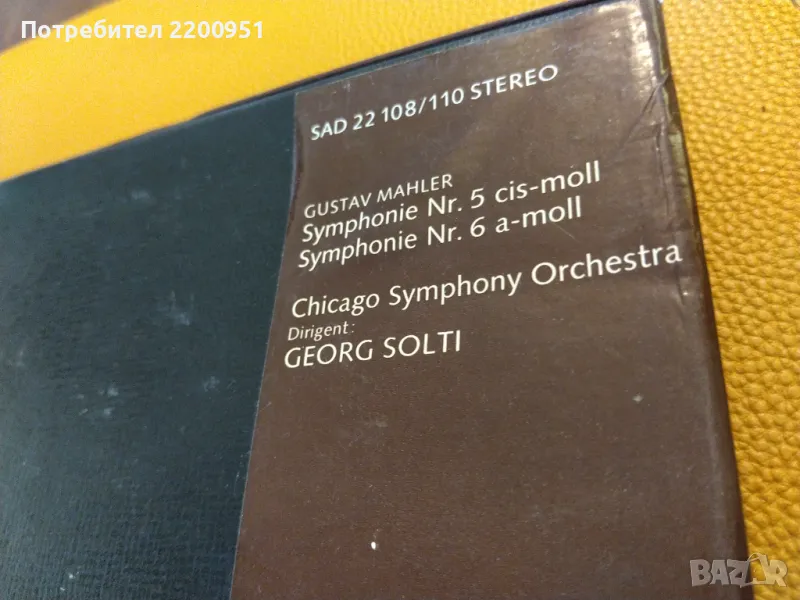 Потребител 2200951
SAD 22 108/110 STEREO
GUSTAV MAHLER
Symphonie Nr. 5 cis-moll
Symphonie Nr. 6 a-moll
Chicago Symphony Orchestra
Dirigent:
GEORG SOLTI
BAZAR